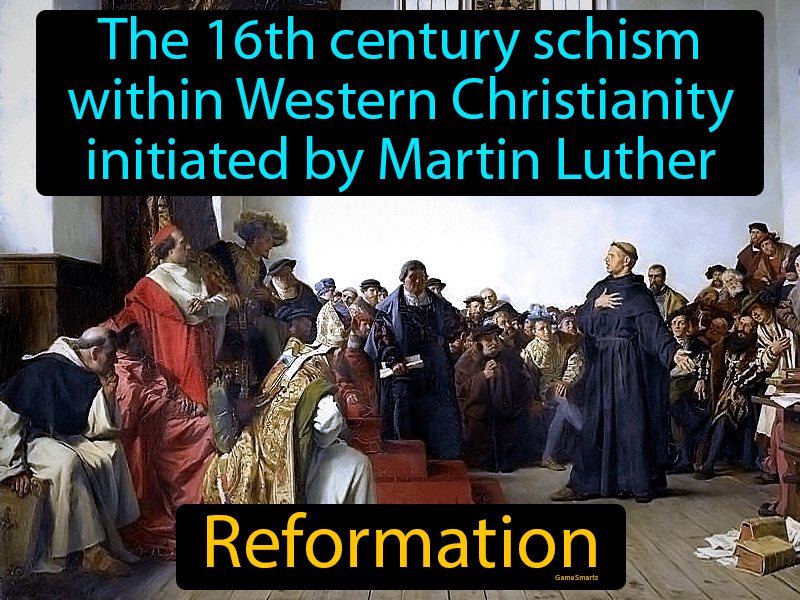 The 16th century schism
within Western Christianity
initiated by Martin Luther
Reformation
GameSmartz